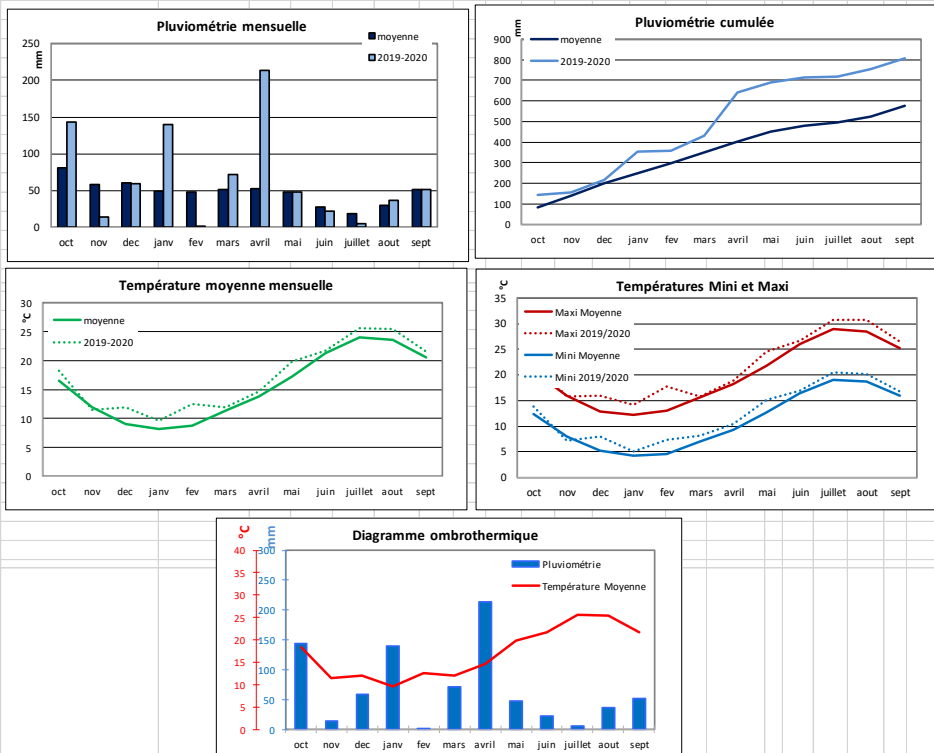 Pluviométrie mensuelle
mm
moyenne
2019-2020
250
200
150
100
50
0
oct nov dec janv fev mars avril mai juin juillet aout sept
Pluviométrie cumulée
mm
moyenne
2019-2020
900
800
700
600
500
400
300
200
100
0
oct nov dec janv fev mars avril mai juin juillet aout sept
Température moyenne mensuelle
°C
moyenne
2019-2020
30
25
20
15
10
5
0
oct nov dec janv fev mars avril mai juin juillet aout sept
Températures Mini et Maxi
°C
Maxi Moyenne
Maxi 2019/2020
Mini Moyenne
Mini 2019/2020
35
30
25
20
15
10
5
0
oct nov dec janv fev mars avril mai juin juillet aout sept
Diagramme ombrothermique
°C
mm
Pluviométrie
Température Moyenne
40
35
30
25
20
15
10
5
0
300
250
200
150
100
50
0
oct nov dec janv fev mars avril mai juin juillet aout sept